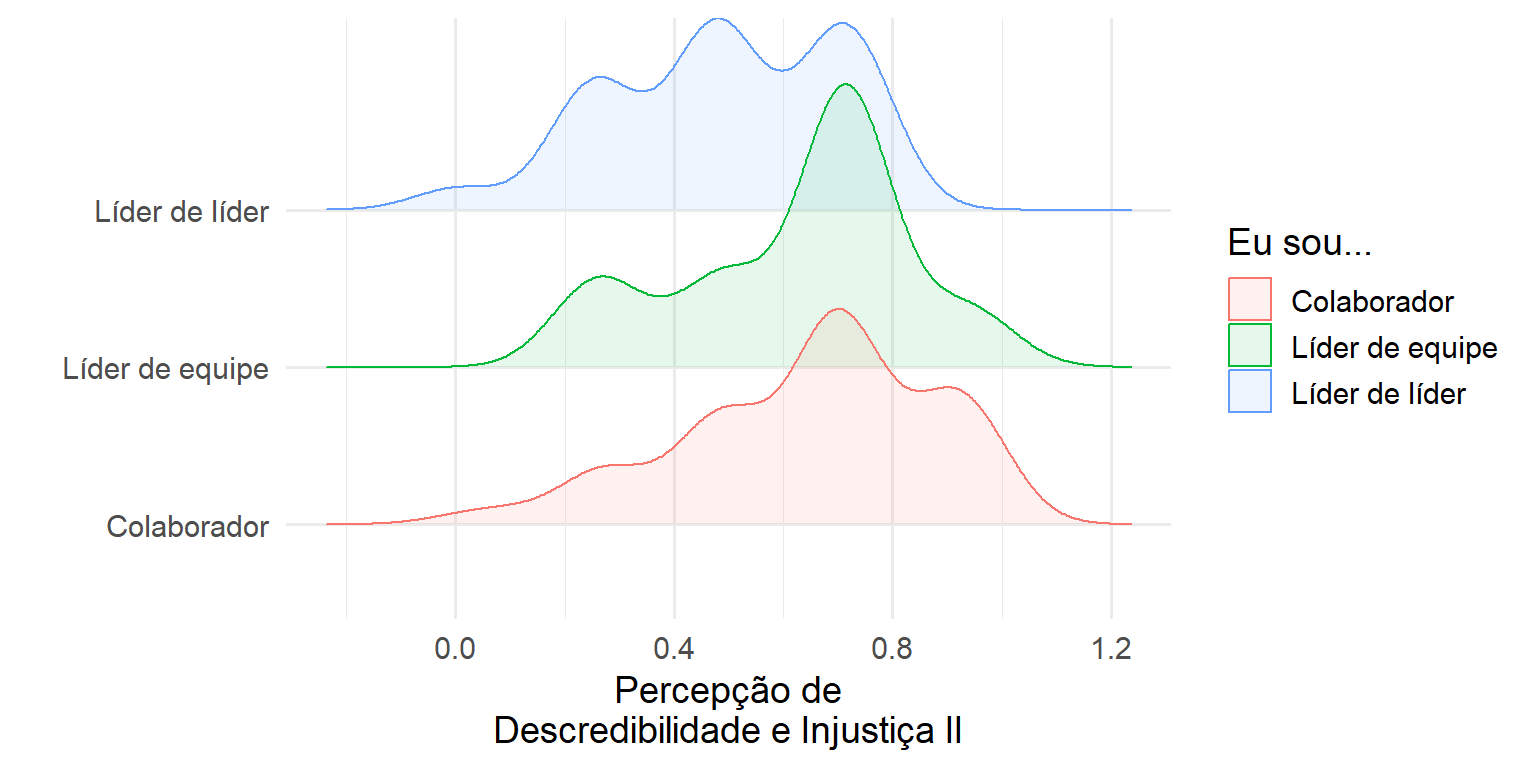 Líder de líder
Líder de equipe
Colaborador
0.0 0.4 0.8 1.2
Percepção de
Descredibilidade e Injustiça II
Eu sou...
Colaborador
Líder de equipe
Líder de líder